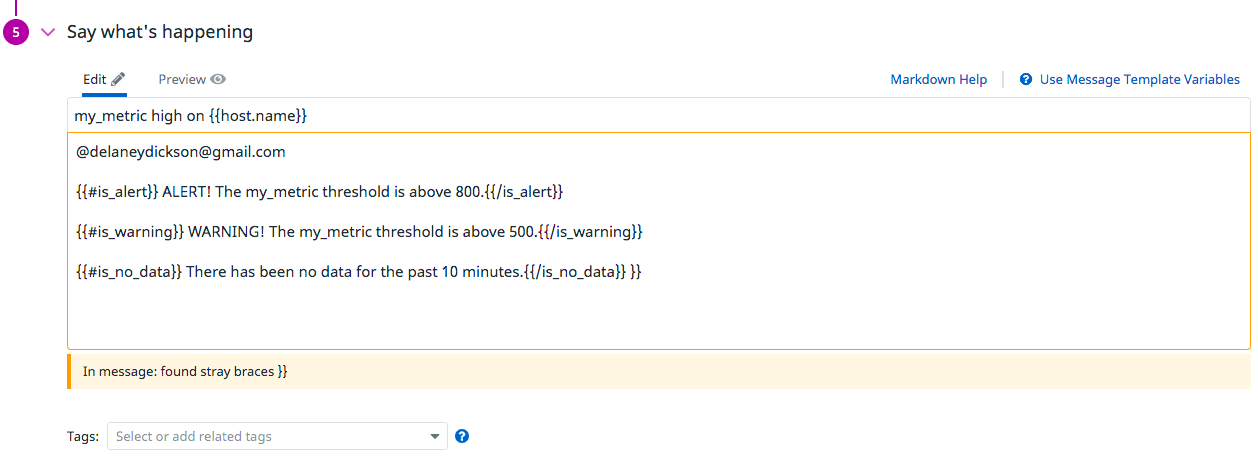 5 Say what's happening
Edit Preview Markdown Help Use Message Template Variables
my_metric high on {{host.name}}
@delaneydickson@gmail.com
{{#is_alert}} ALERT! The my_metric threshold is above 800.{{/is_alert}}
{{#is_warning}} WARNING! The my_metric threshold is above 500.{{/is_warning}}
{{#is_no_data}} There has been no data for the past 10 minutes.{{/is_no_data}} }}
In message: found stray braces }}
Tags: Select or add related tags